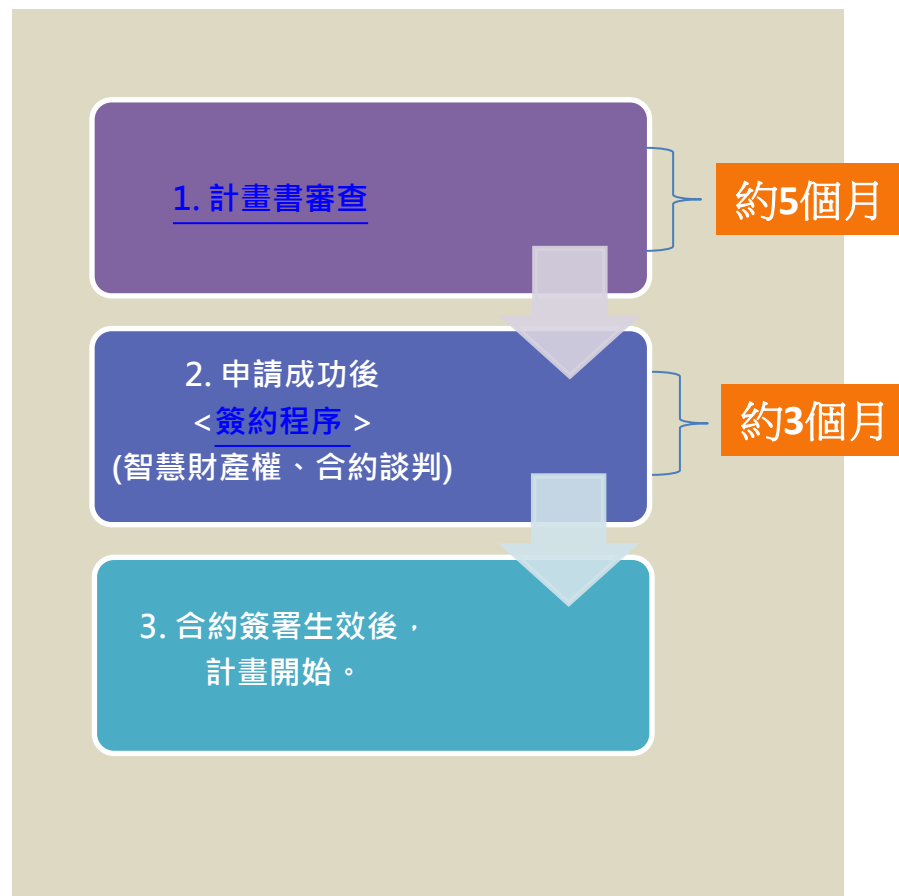 1. 計畫書審查
約5個月
2. 申請成功後
<簽約程序 >
(智慧財產權、合約談判)
約3個月
3. 合約簽署生效後，
計畫開始。